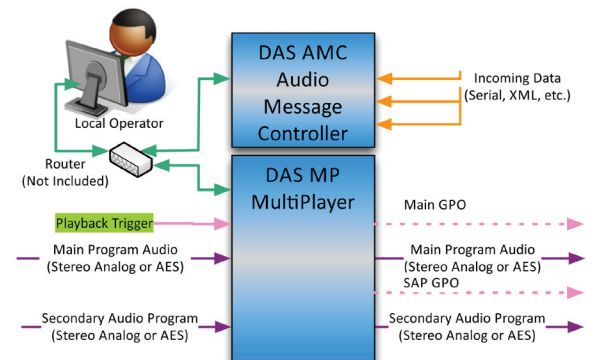 DAS AMC
Audio
Message
Controller
Incoming Data
(Serial, XML, etc.)
Local Operator
Router
(Not Included)
DAS MP
MultiPlayer
Playback Trigger
Main GPO
Main Program Audio
(Stereo Analog or AES)
Main Program Audio
(Stereo Analog or AES)
SAP GPO
Secondary Audio Program
(Stereo Analog or AES)
Secondary Audio Program
(Stereo Analog or AES)